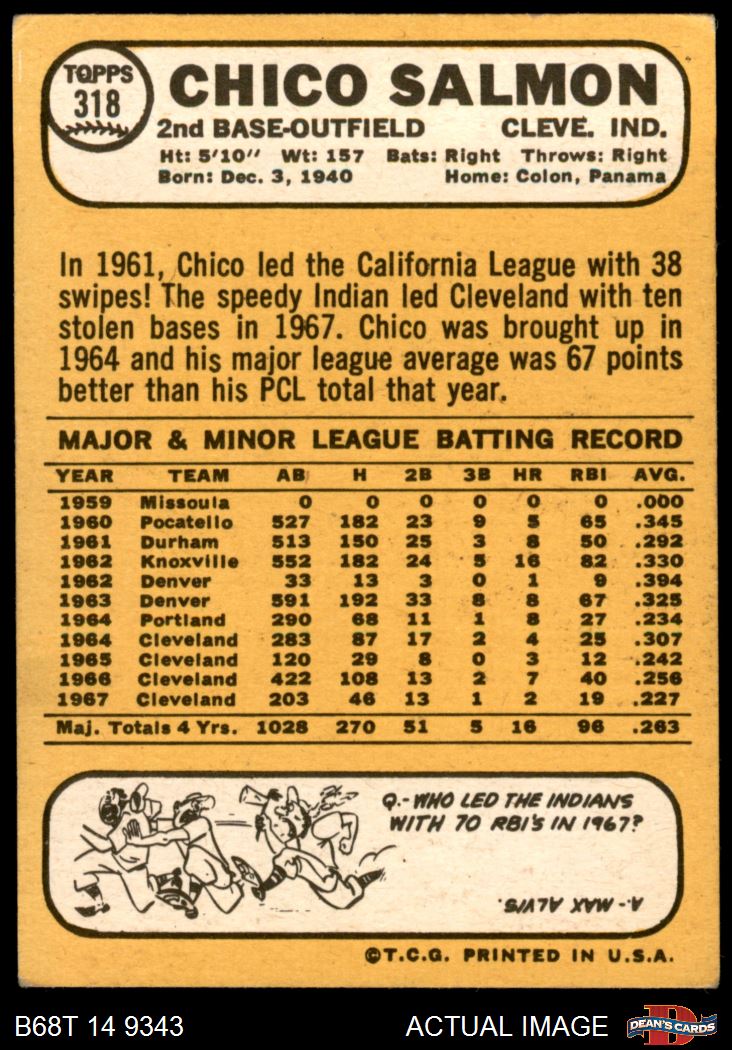 TOPPS
318
CHICO SALMON
2nd BASE-OUTFIELD CLEVE. IND.
Ht: 5'10" Wt: 157 Bats: Right Throws: Right
Born: Dec. 3, 1940 Home: Colon, Panama
In 1961, Chico led the California League with 38
swipes! The speedy Indian led Cleveland with ten
stolen bases in 1967. Chico was brought up in
1964 and his major league average was 67 points
better than his PCL total that year.
MAJOR & MINOR LEAGUE BATTING RECORD
YEAR TEAM AB H 2B 3B HR RBI AVG.
1959 Missoula 0 0 0 0 0 0 .000
1960 Pocatello 527 182 23 9 5 65 .345
1961 Durham 513 150 25 3 8 50 .292
1962 Knoxville 552 182 24 5 16 82 .330
1962 Denver 33 13 3 0 1 9 .394
1963 Denver 591 192 33 8 8 67 .325
1964 Portland 290 68 11 1 8 27 .234
1964 Cleveland 283 87 17 2 4 25 .307
1965 Cleveland 120 29 8 0 3 12 .242
1966 Cleveland 422 108 13 2 7 40 .256
1967 Cleveland 203 46 13 1 2 19 .227
Maj. Totals 4 Yrs. 1028 270 51 5 16 96 .263
Q.-WHO LED THE INDIANS
WITH 70 RBI'S IN 1967?
A.-MAX ALVIS.
©T.C.G. PRINTED IN U.S.A.
B68T 14 9343 ACTUAL IMAGE DEAN'S CARDS